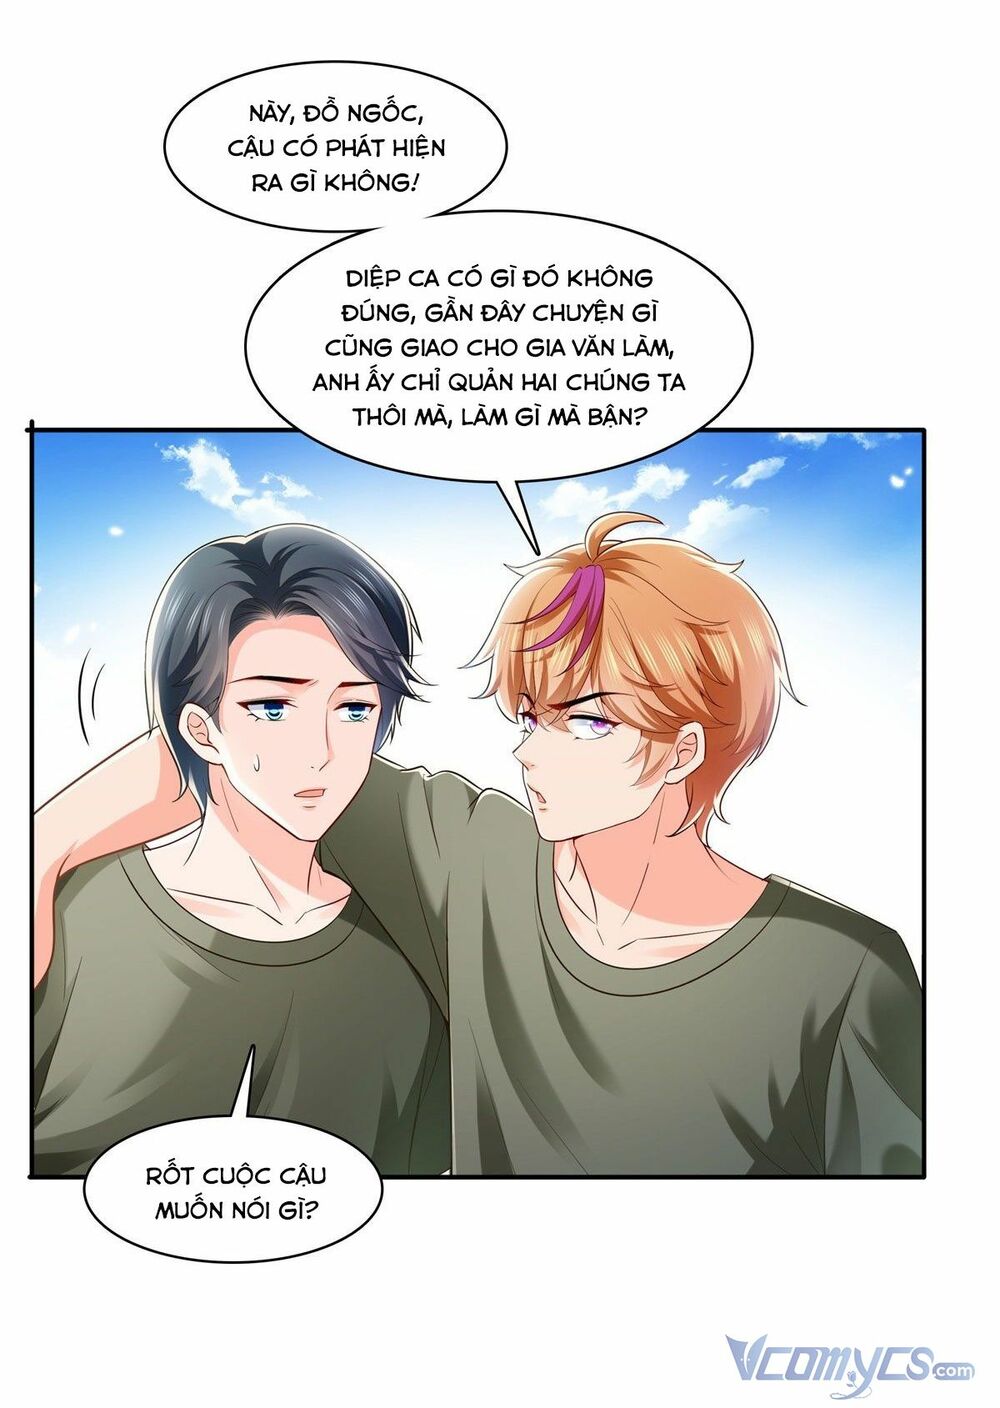 NÀY, ĐỒ NGỐC,
CẬU CÓ PHÁT HIỆN
RA GÌ KHÔNG!
DIỆP CA CÓ GÌ ĐÓ KHÔNG
ĐÚNG, GẦN ĐÂY CHUYỆN GÌ
CŨNG GIAO CHO GIA VĂN LÀM,
ANH ẤY CHỈ QUẢN HAI CHÚNG TA
THÔI MÀ, LÀM GÌ MÀ BẬN?
RỐT CUỘC CẬU
MUỐN NÓI GÌ?
VCOMYCS.com